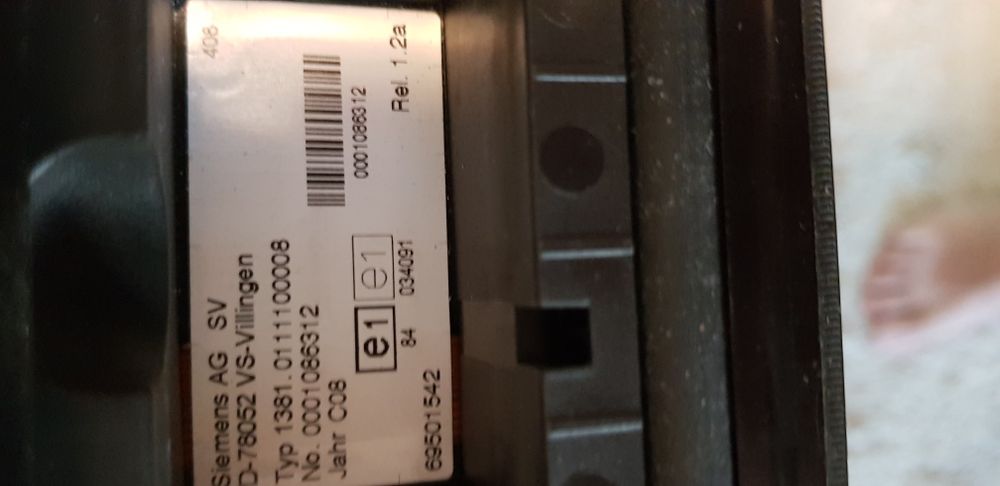 Siemens AG SV
D-78052 VS-Villingen
Typ 1381.01111100008
No. 0001086312
Jahr C08
e1 e1
84 034091
69501542
408
0001086312
Rel. 1.2a